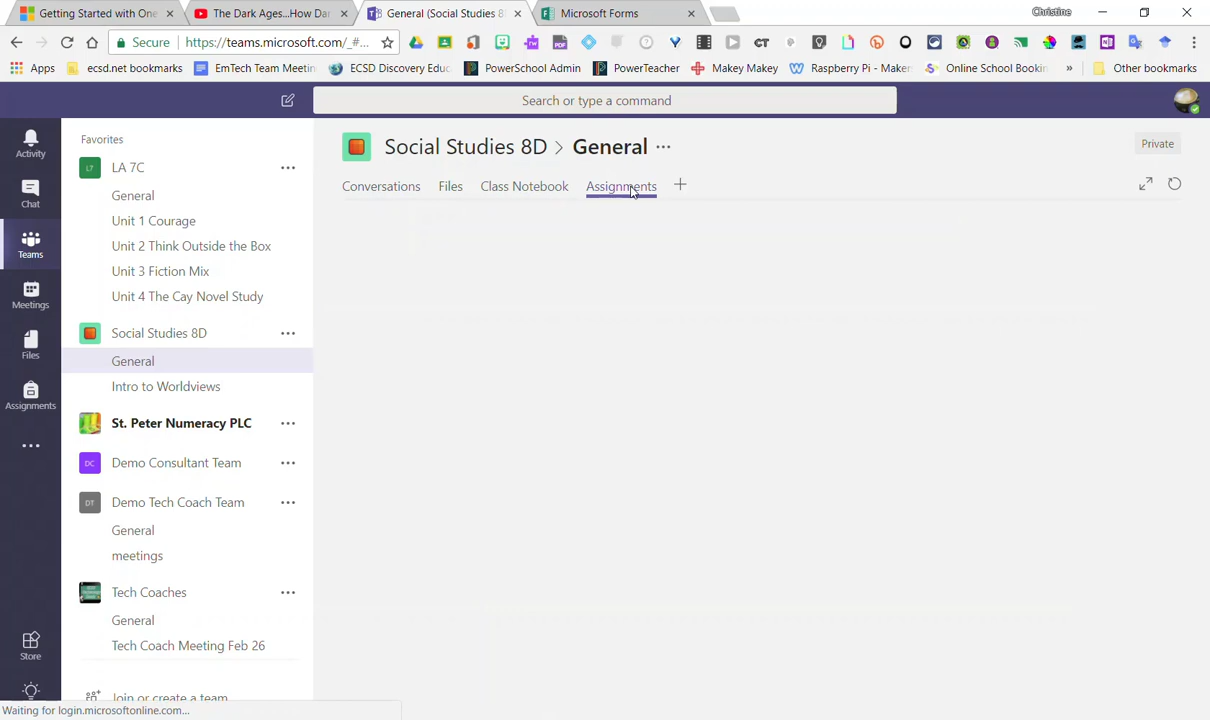 Getting Started with One
The Dark Ages...How Dar
General (Social Studies 8
Microsoft Forms
Christine
Secure
https://teams.microsoft.com/_#...
Apps
ecsd.net bookmarks
EmTech Team Meetin
ECSD Discovery Educ
PowerSchool Admin
PowerTeacher
Makey Makey
Raspberry Pi - Maker
Online School Bookin
»
Other bookmarks
Search or type a command
Activity
Chat
Teams
Meetings
Files
Assignments
Store
Favorites
LA 7C
General
Unit 1 Courage
Unit 2 Think Outside the Box
Unit 3 Fiction Mix
Unit 4 The Cay Novel Study
Social Studies 8D
General
Intro to Worldviews
St. Peter Numeracy PLC
DC Demo Consultant Team
DT Demo Tech Coach Team
General
meetings
Tech Coaches
General
Tech Coach Meeting Feb 26
Join or create a team
Social Studies 8D > General ...
Private
Conversations Files Class Notebook Assignments +
Waiting for login.microsoftonline.com...